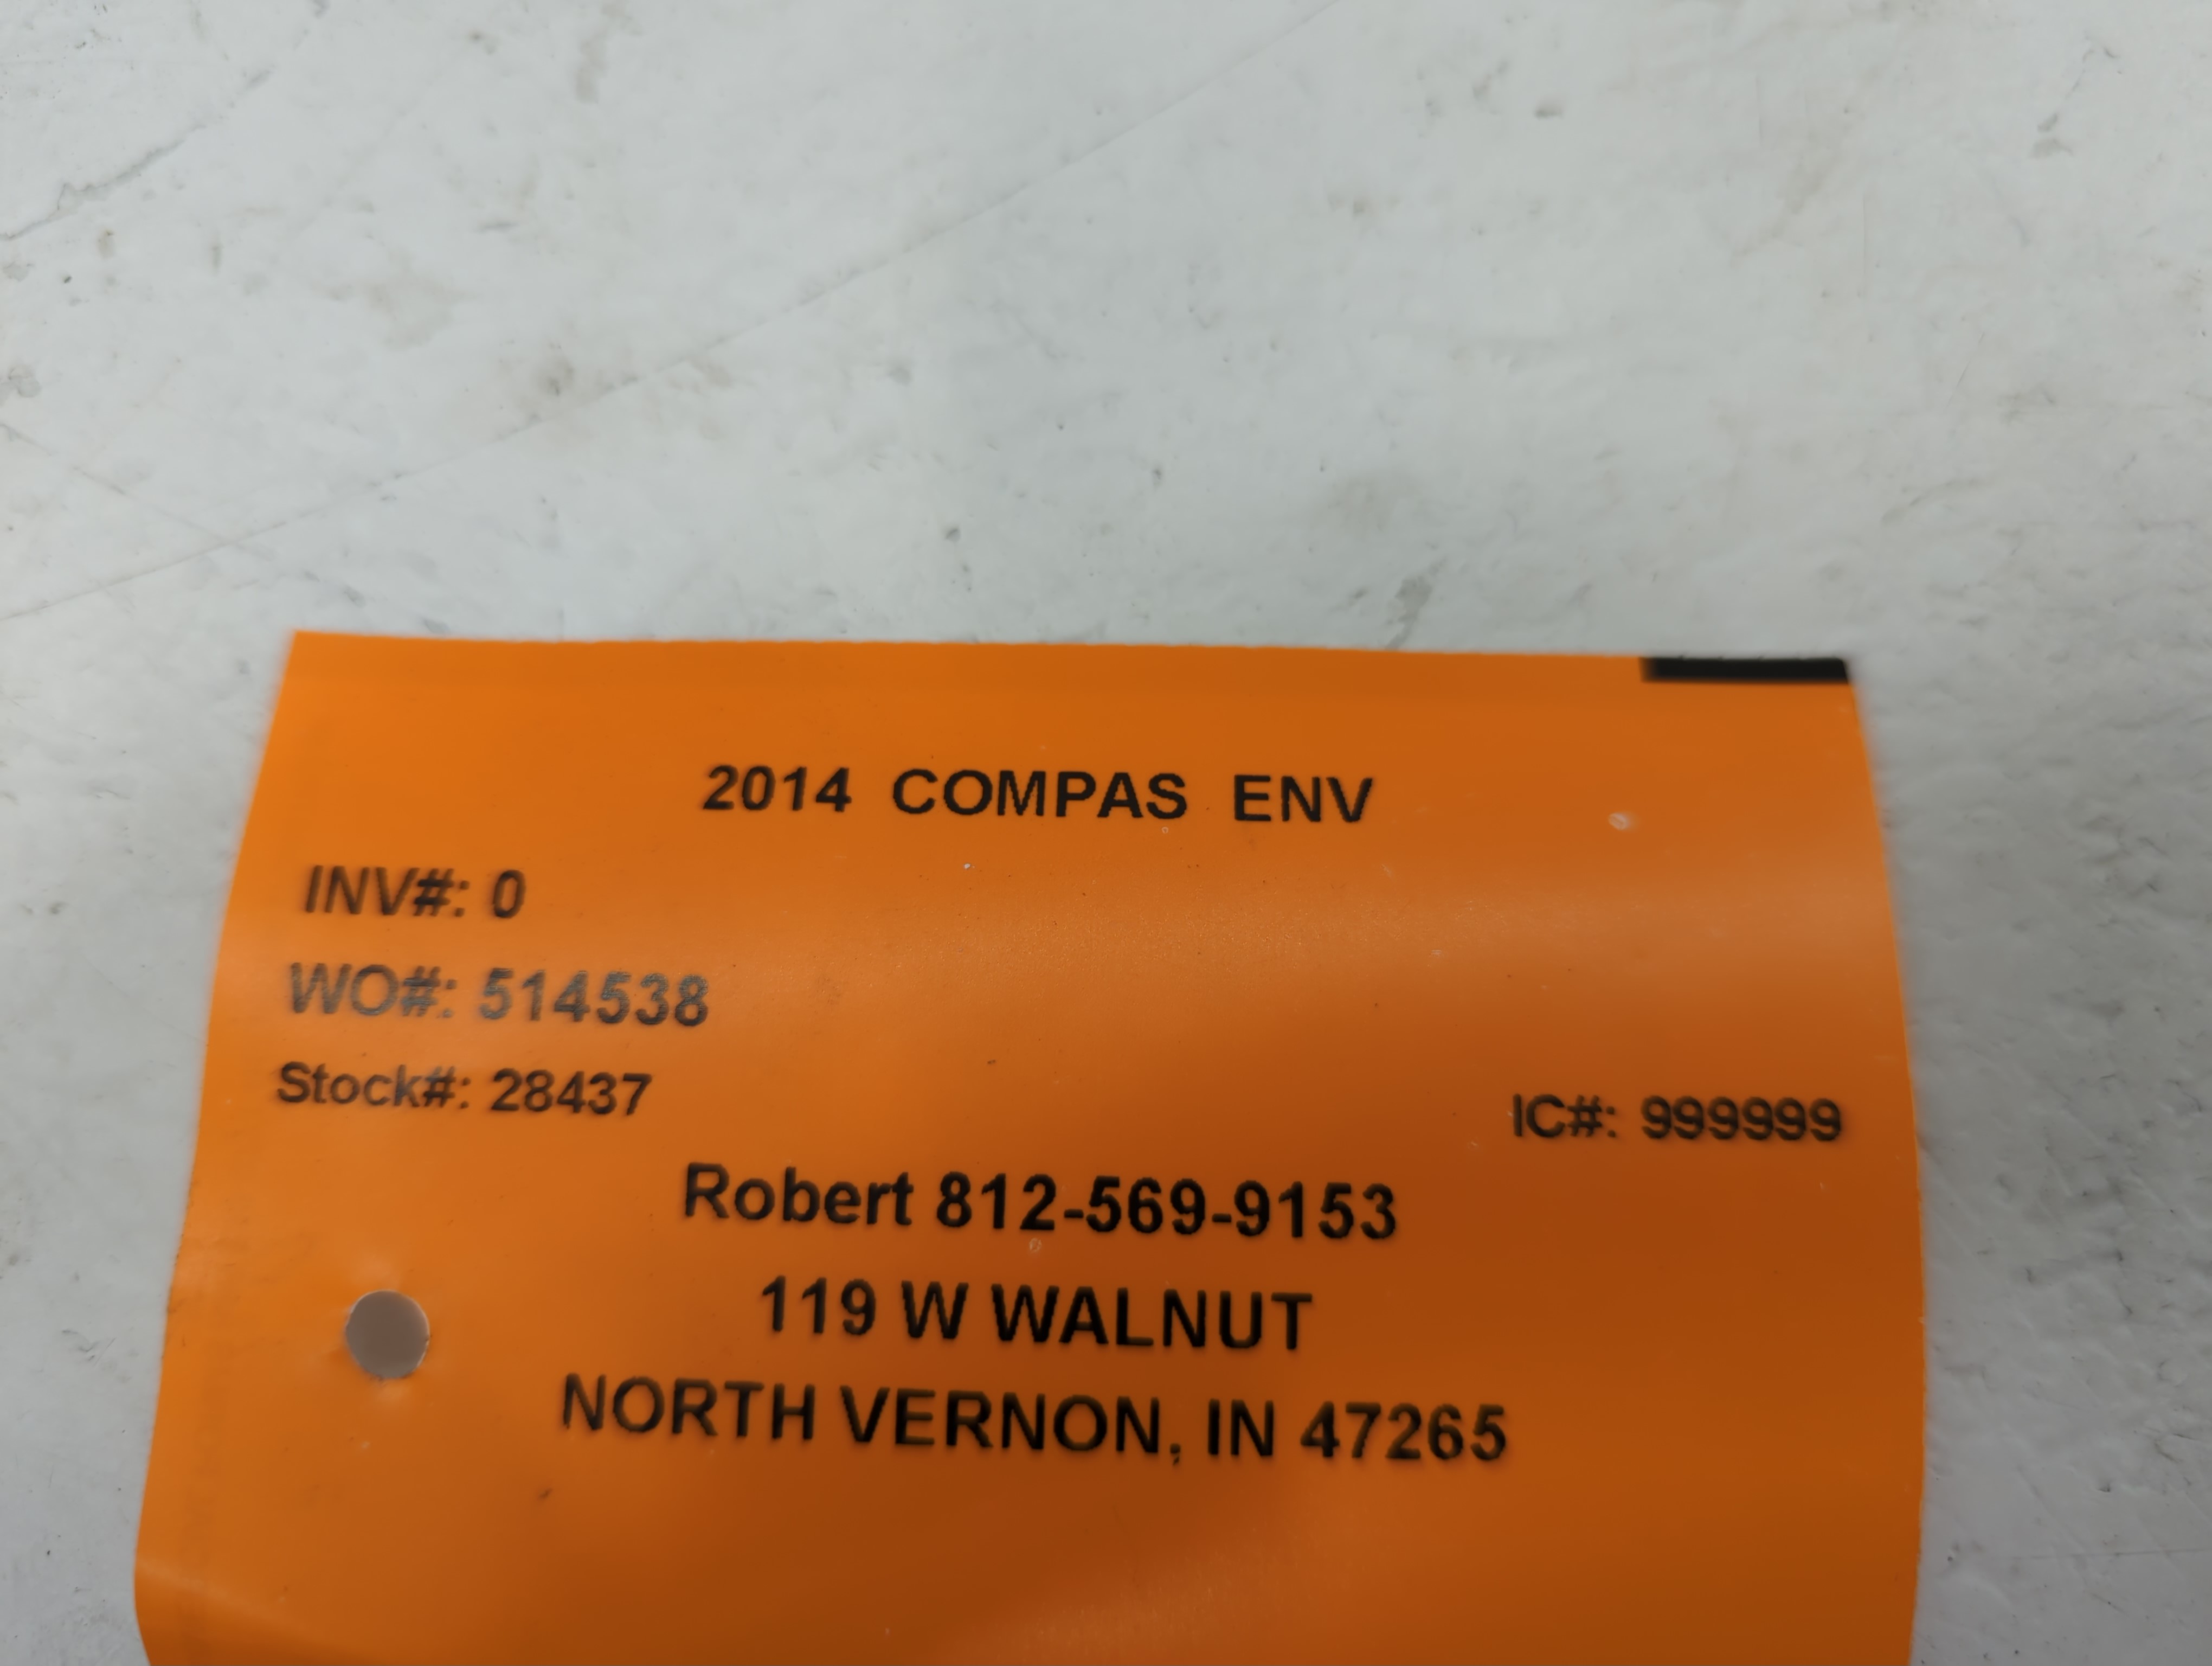 2014 COMPAS ENV
INV#: 0
WO#: 514538
Stock#: 28437
IC#: 999999
Robert 812-569-9153
119 W WALNUT
NORTH VERNON, IN 47265